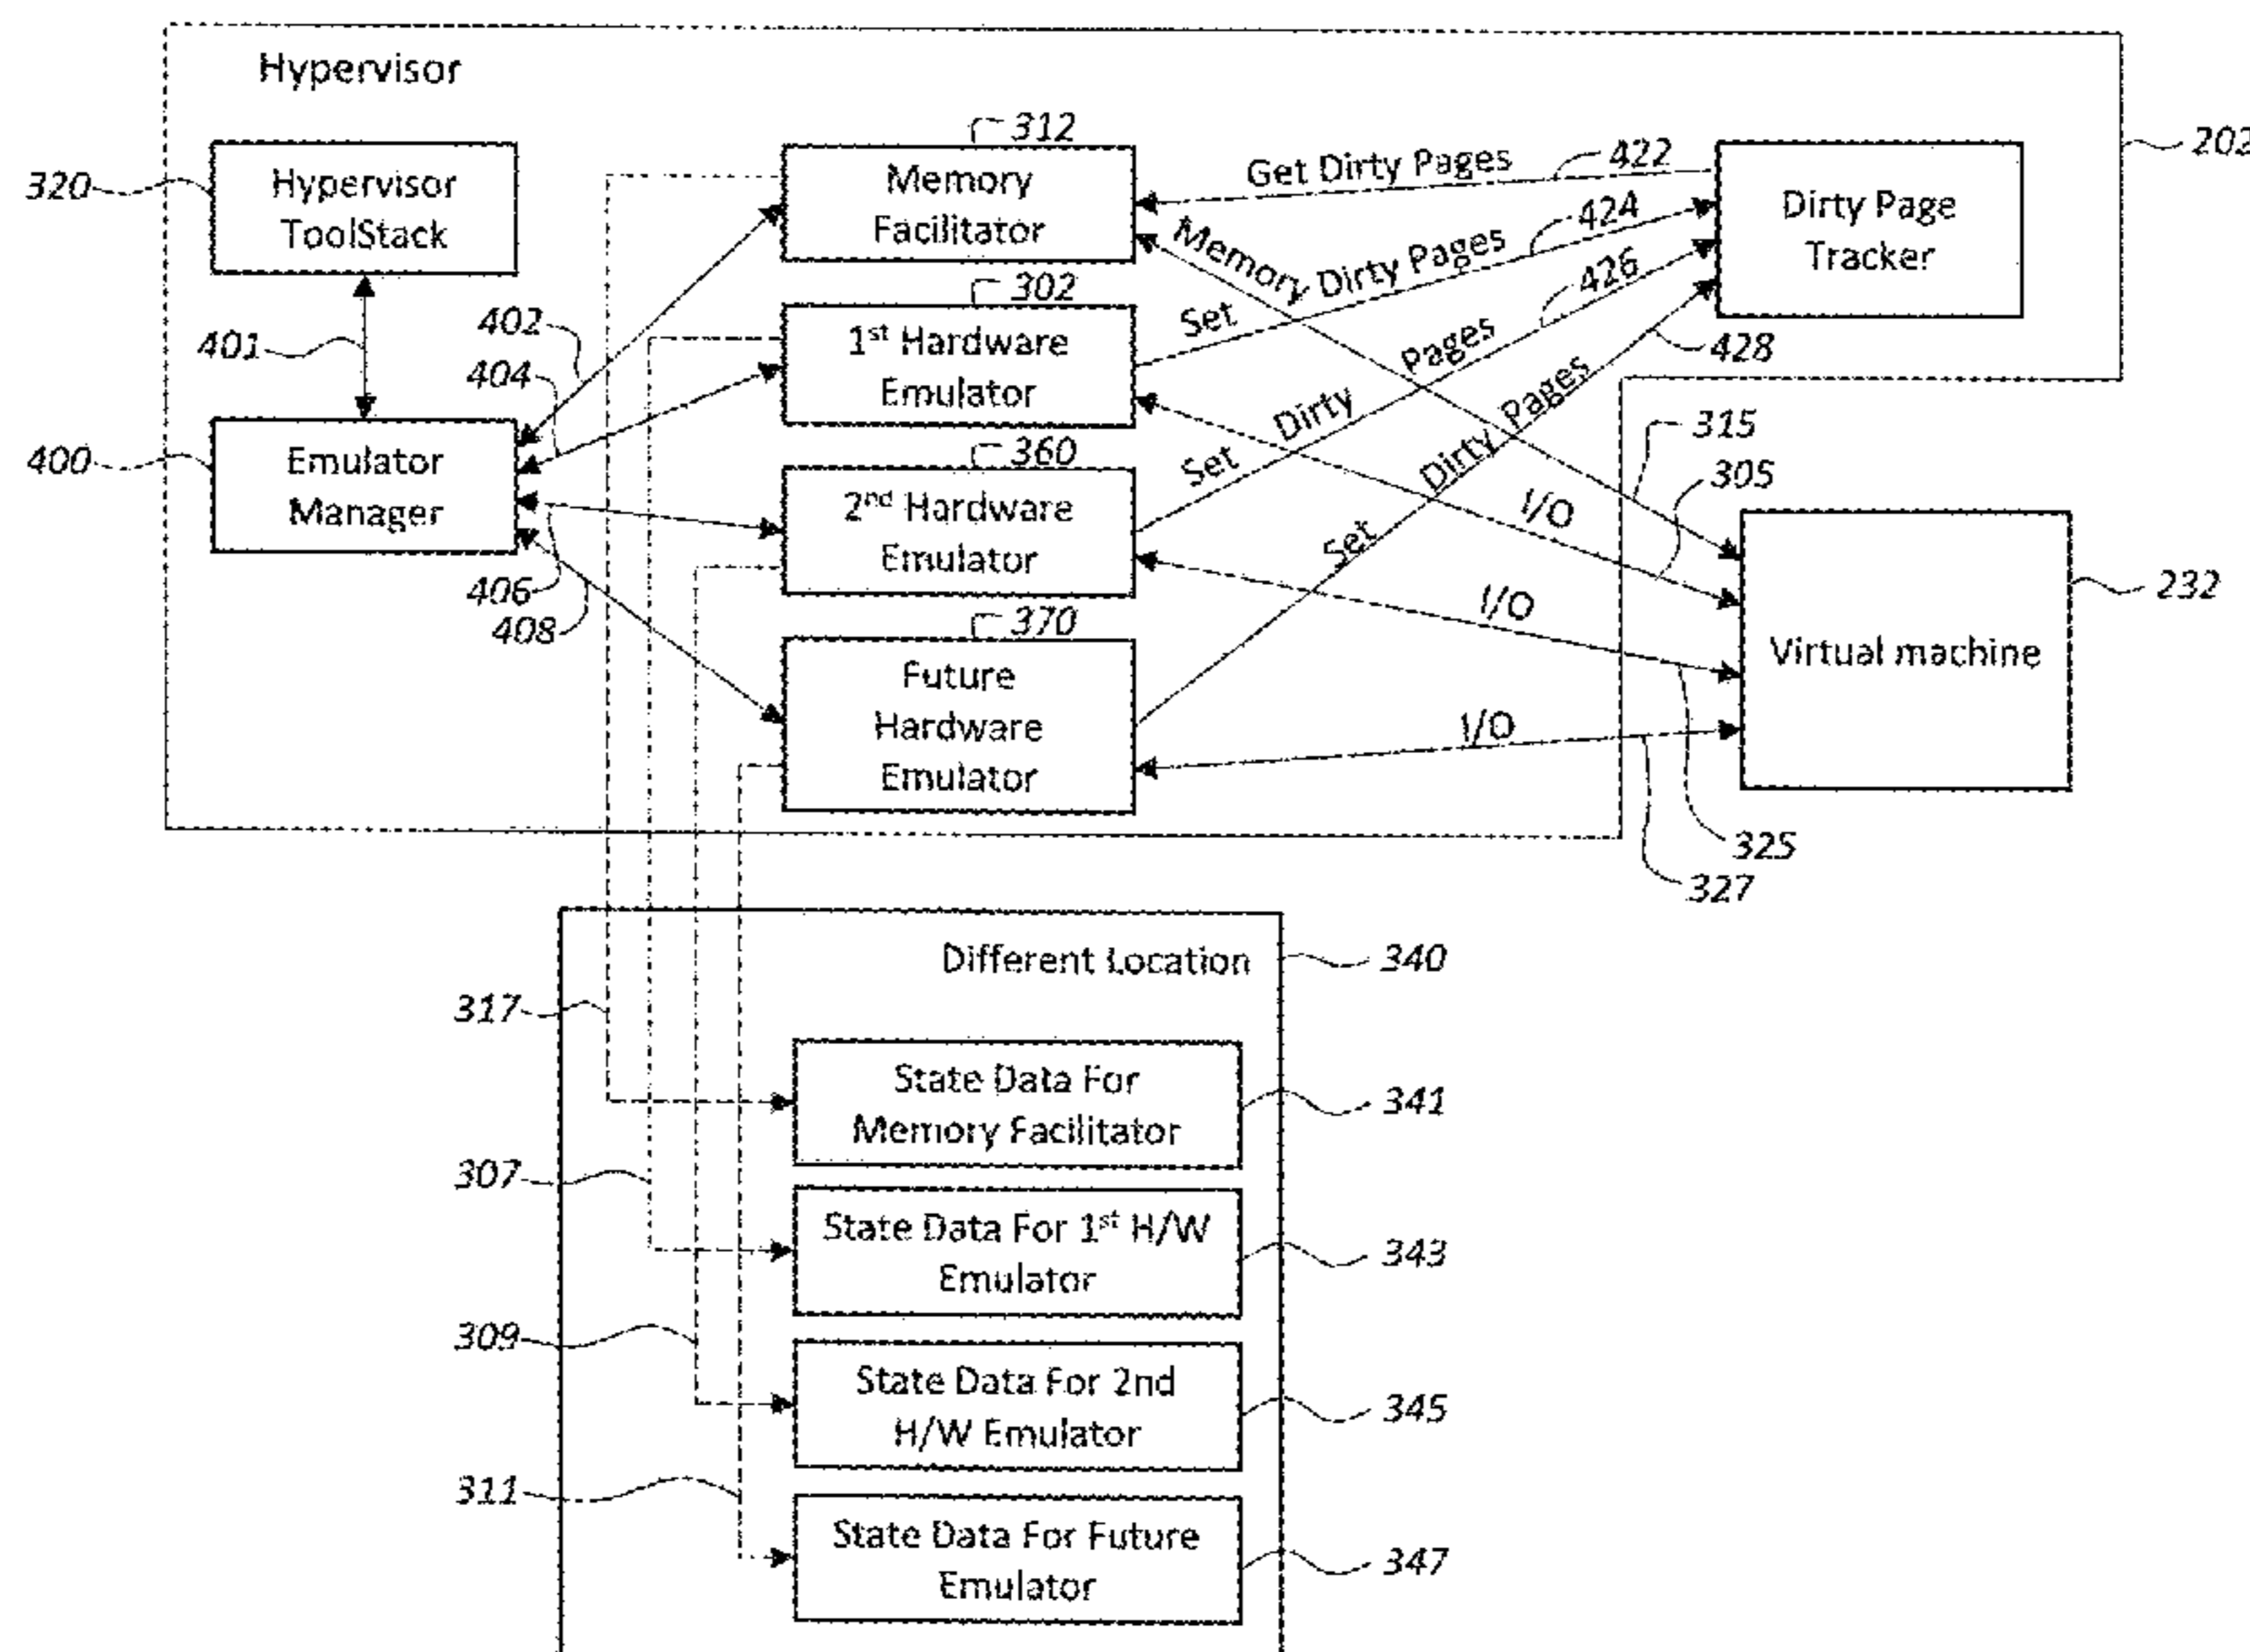 Hypervisor
202
320
Hypervisor
ToolStack
401
400
Emulator
Manager
402
404
406
408
312
Memory
Facilitator
302
1st Hardware
Emulator
360
2nd Hardware
Emulator
370
Future
Hardware
Emulator
Get Dirty Pages
422
Memory
Set Dirty Pages
424
Set Dirty Pages
426
Set Dirty Pages
428
Dirty Page
Tracker
315
305
I/O
I/O
I/O
325
327
Virtual machine
232
Different Location
340
317
State Data For
Memory Facilitator
341
307
State Data For 1st H/W
Emulator
343
309
State Data For 2nd
H/W Emulator
345
311
State Data For Future
Emulator
347